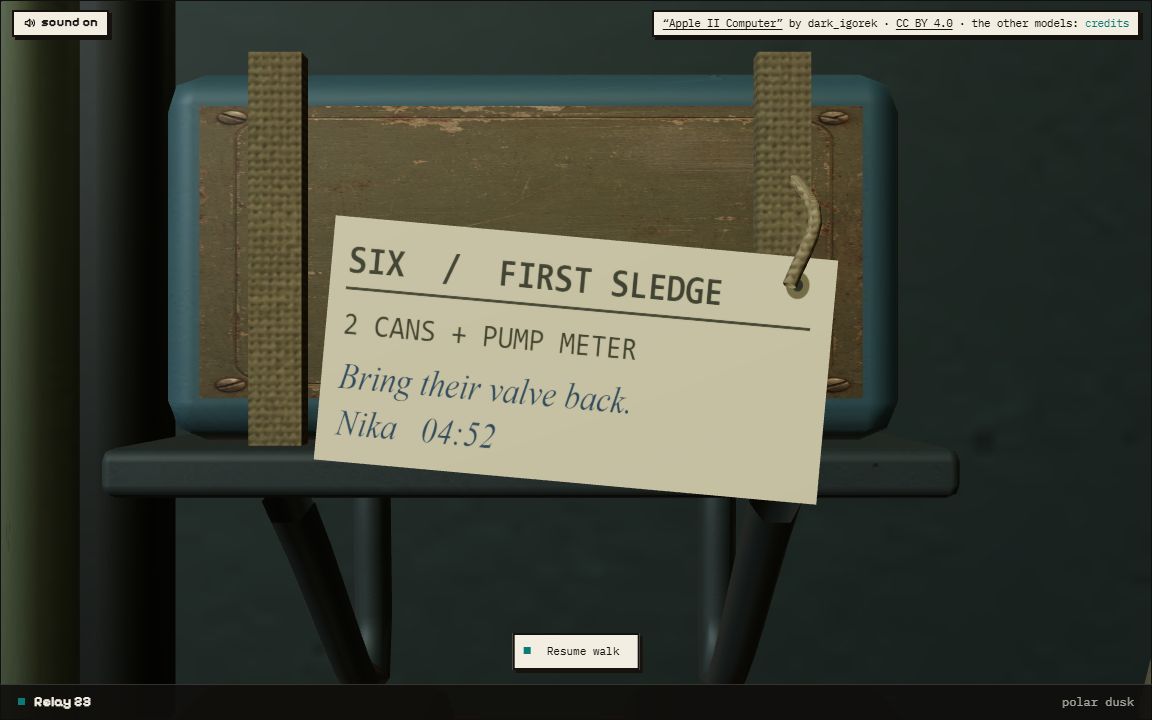 sound on
“Apple II Computer” by dark_igorek · CC BY 4.0 · the other models: credits
SIX / FIRST SLEDGE
2 CANS + PUMP METER
Bring their valve back.
Nika 04:52
Resume walk
Relay 23
polar dusk